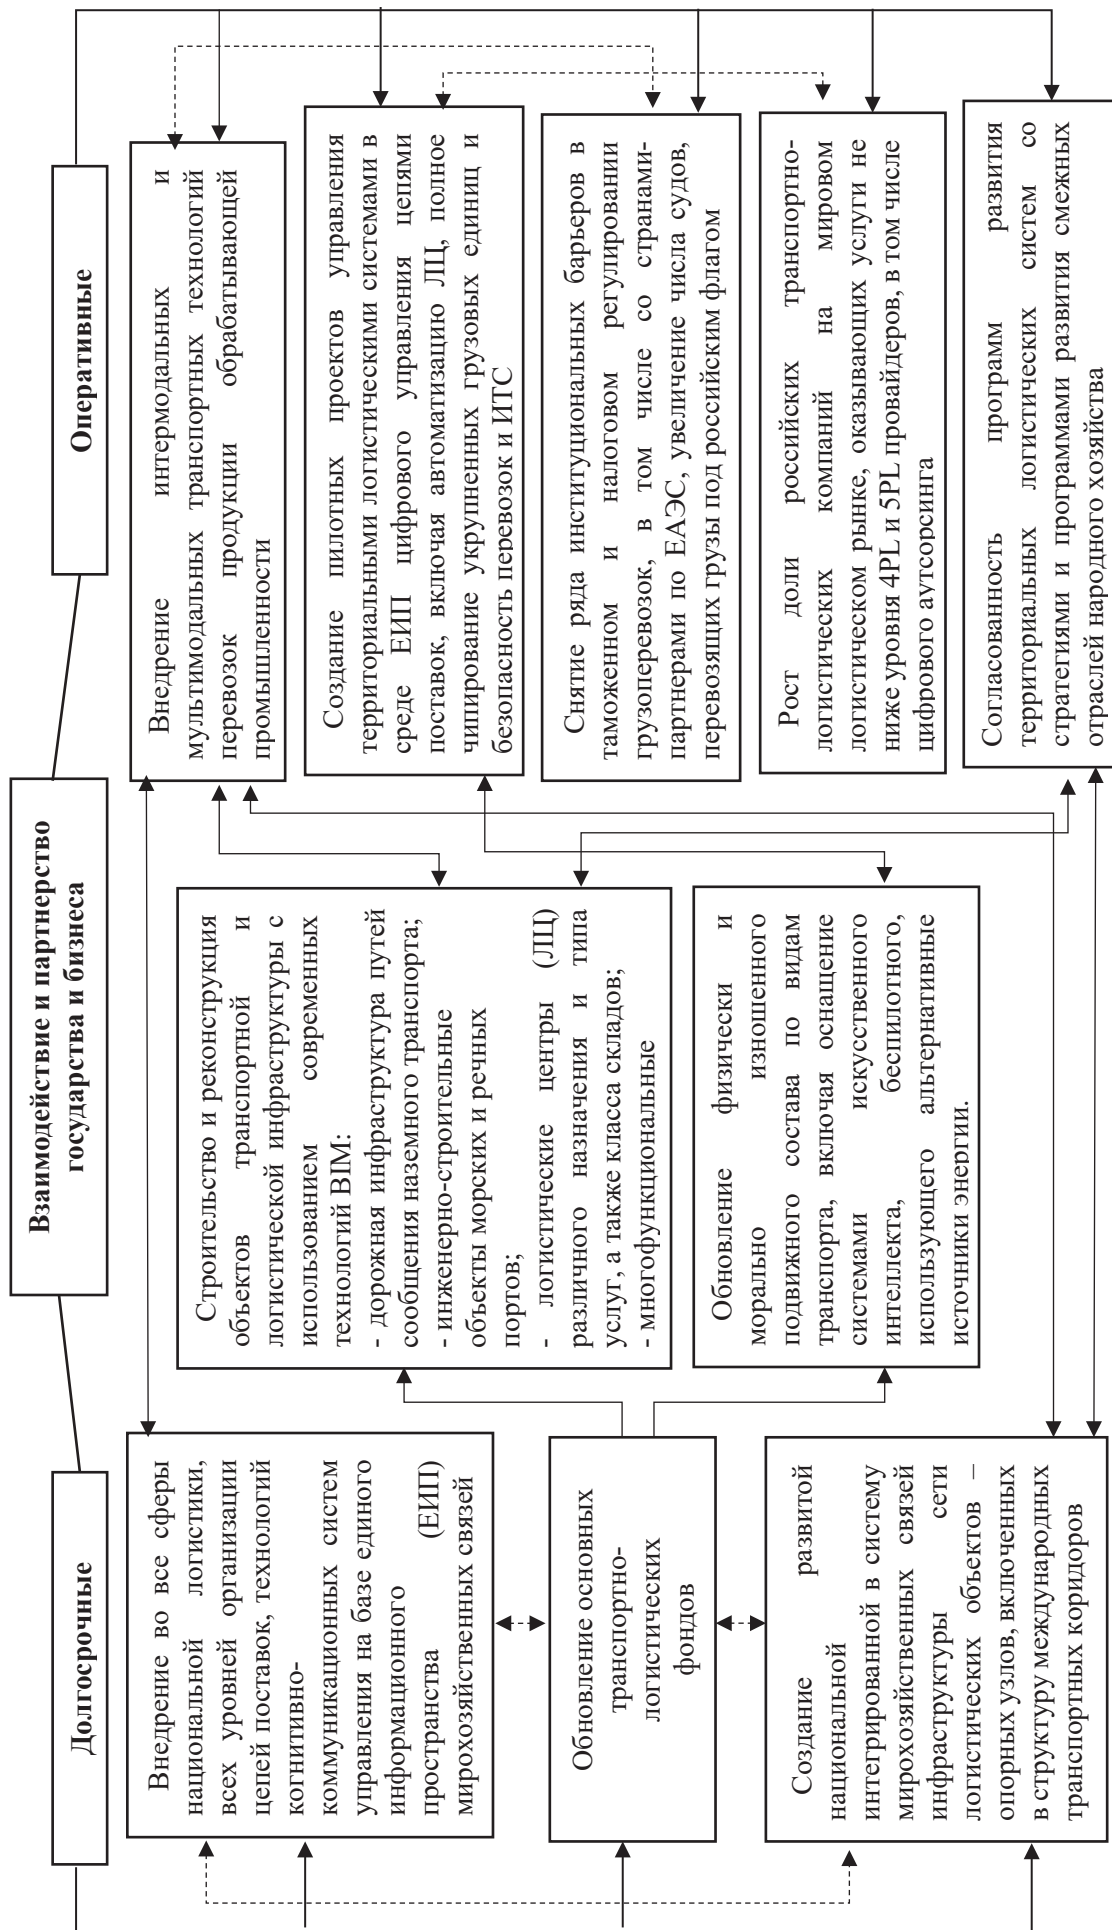 Взаимодействие и партнерство
государства и бизнеса
Долгосрочные
Оперативные
Внедрение во все сферы
национальной логистики,
всех уровней организации
цепей поставок, технологий
когнитивно-
коммуникационных систем
управления на базе единого
информационного
пространства (ЕИП)
мирохозяйственных связей
Обновление основных
транспортно-
логистических
фондов
Создание развитой
национальной
интегрированной в систему
мирохозяйственных связей
инфраструктуры сети
логистических объектов –
опорных узлов, включенных
в структуру международных
транспортных коридоров
Строительство и реконструкция
объектов транспортной и
логистической инфраструктуры с
использованием современных
технологий BIM:
- дорожная инфраструктура путей
сообщения наземного транспорта;
- инженерно-строительные
объекты морских и речных
портов;
- логистические центры (ЛЦ)
различного назначения и типа
услуг, а также класса складов;
- многофункциональные
Обновление физически и
морально изношенного
подвижного состава по видам
транспорта, включая оснащение
системами искусственного
интеллекта, беспилотного,
использующего альтернативные
источники энергии.
Внедрение интермодальных и
мультимодальных транспортных технологий
перевозок продукции обрабатывающей
промышленности
Создание пилотных проектов управления
территориальными логистическими системами в
среде ЕИП цифрового управления цепями
поставок, включая автоматизацию ЛЦ, полное
чипирование укрупненных грузовых единиц и
безопасность перевозок и ИТС
Снятие ряда институциональных барьеров в
таможенном и налоговом регулировании
грузоперевозок, в том числе со странами-
партнерами по ЕАЭС, увеличение числа судов,
перевозящих грузы под российским флагом
Рост доли российских транспортно-
логистических компаний на мировом
логистическом рынке, оказывающих услуги не
ниже уровня 4PL и 5PL провайдеров, в том числе
цифрового аутсорсинга
Согласованность программ развития
территориальных логистических систем со
стратегиями и программами развития смежных
отраслей народного хозяйства